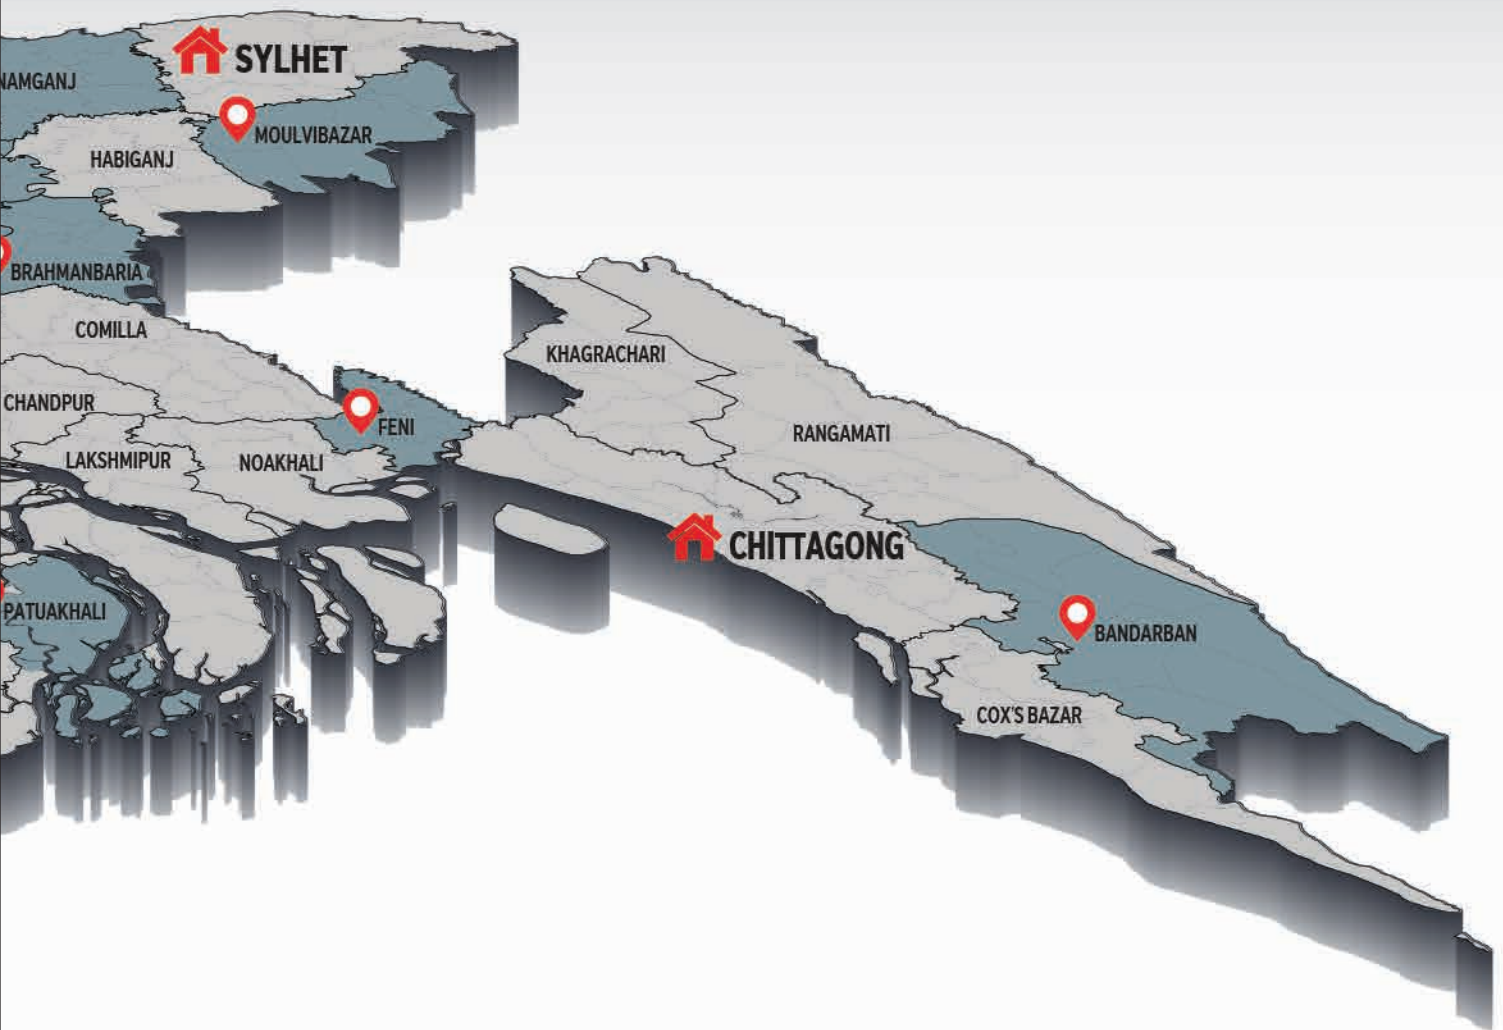 SYLHET
NAMGANJ
MOULVIBAZAR
HABIGANJ
BRAHMANBARIA
COMILLA
KHAGRACHARI
CHANDPUR
FENI
RANGAMATI
LAKSHMIPUR
NOAKHALI
CHITTAGONG
PATUAKHALI
BANDARBAN
COX'S BAZAR